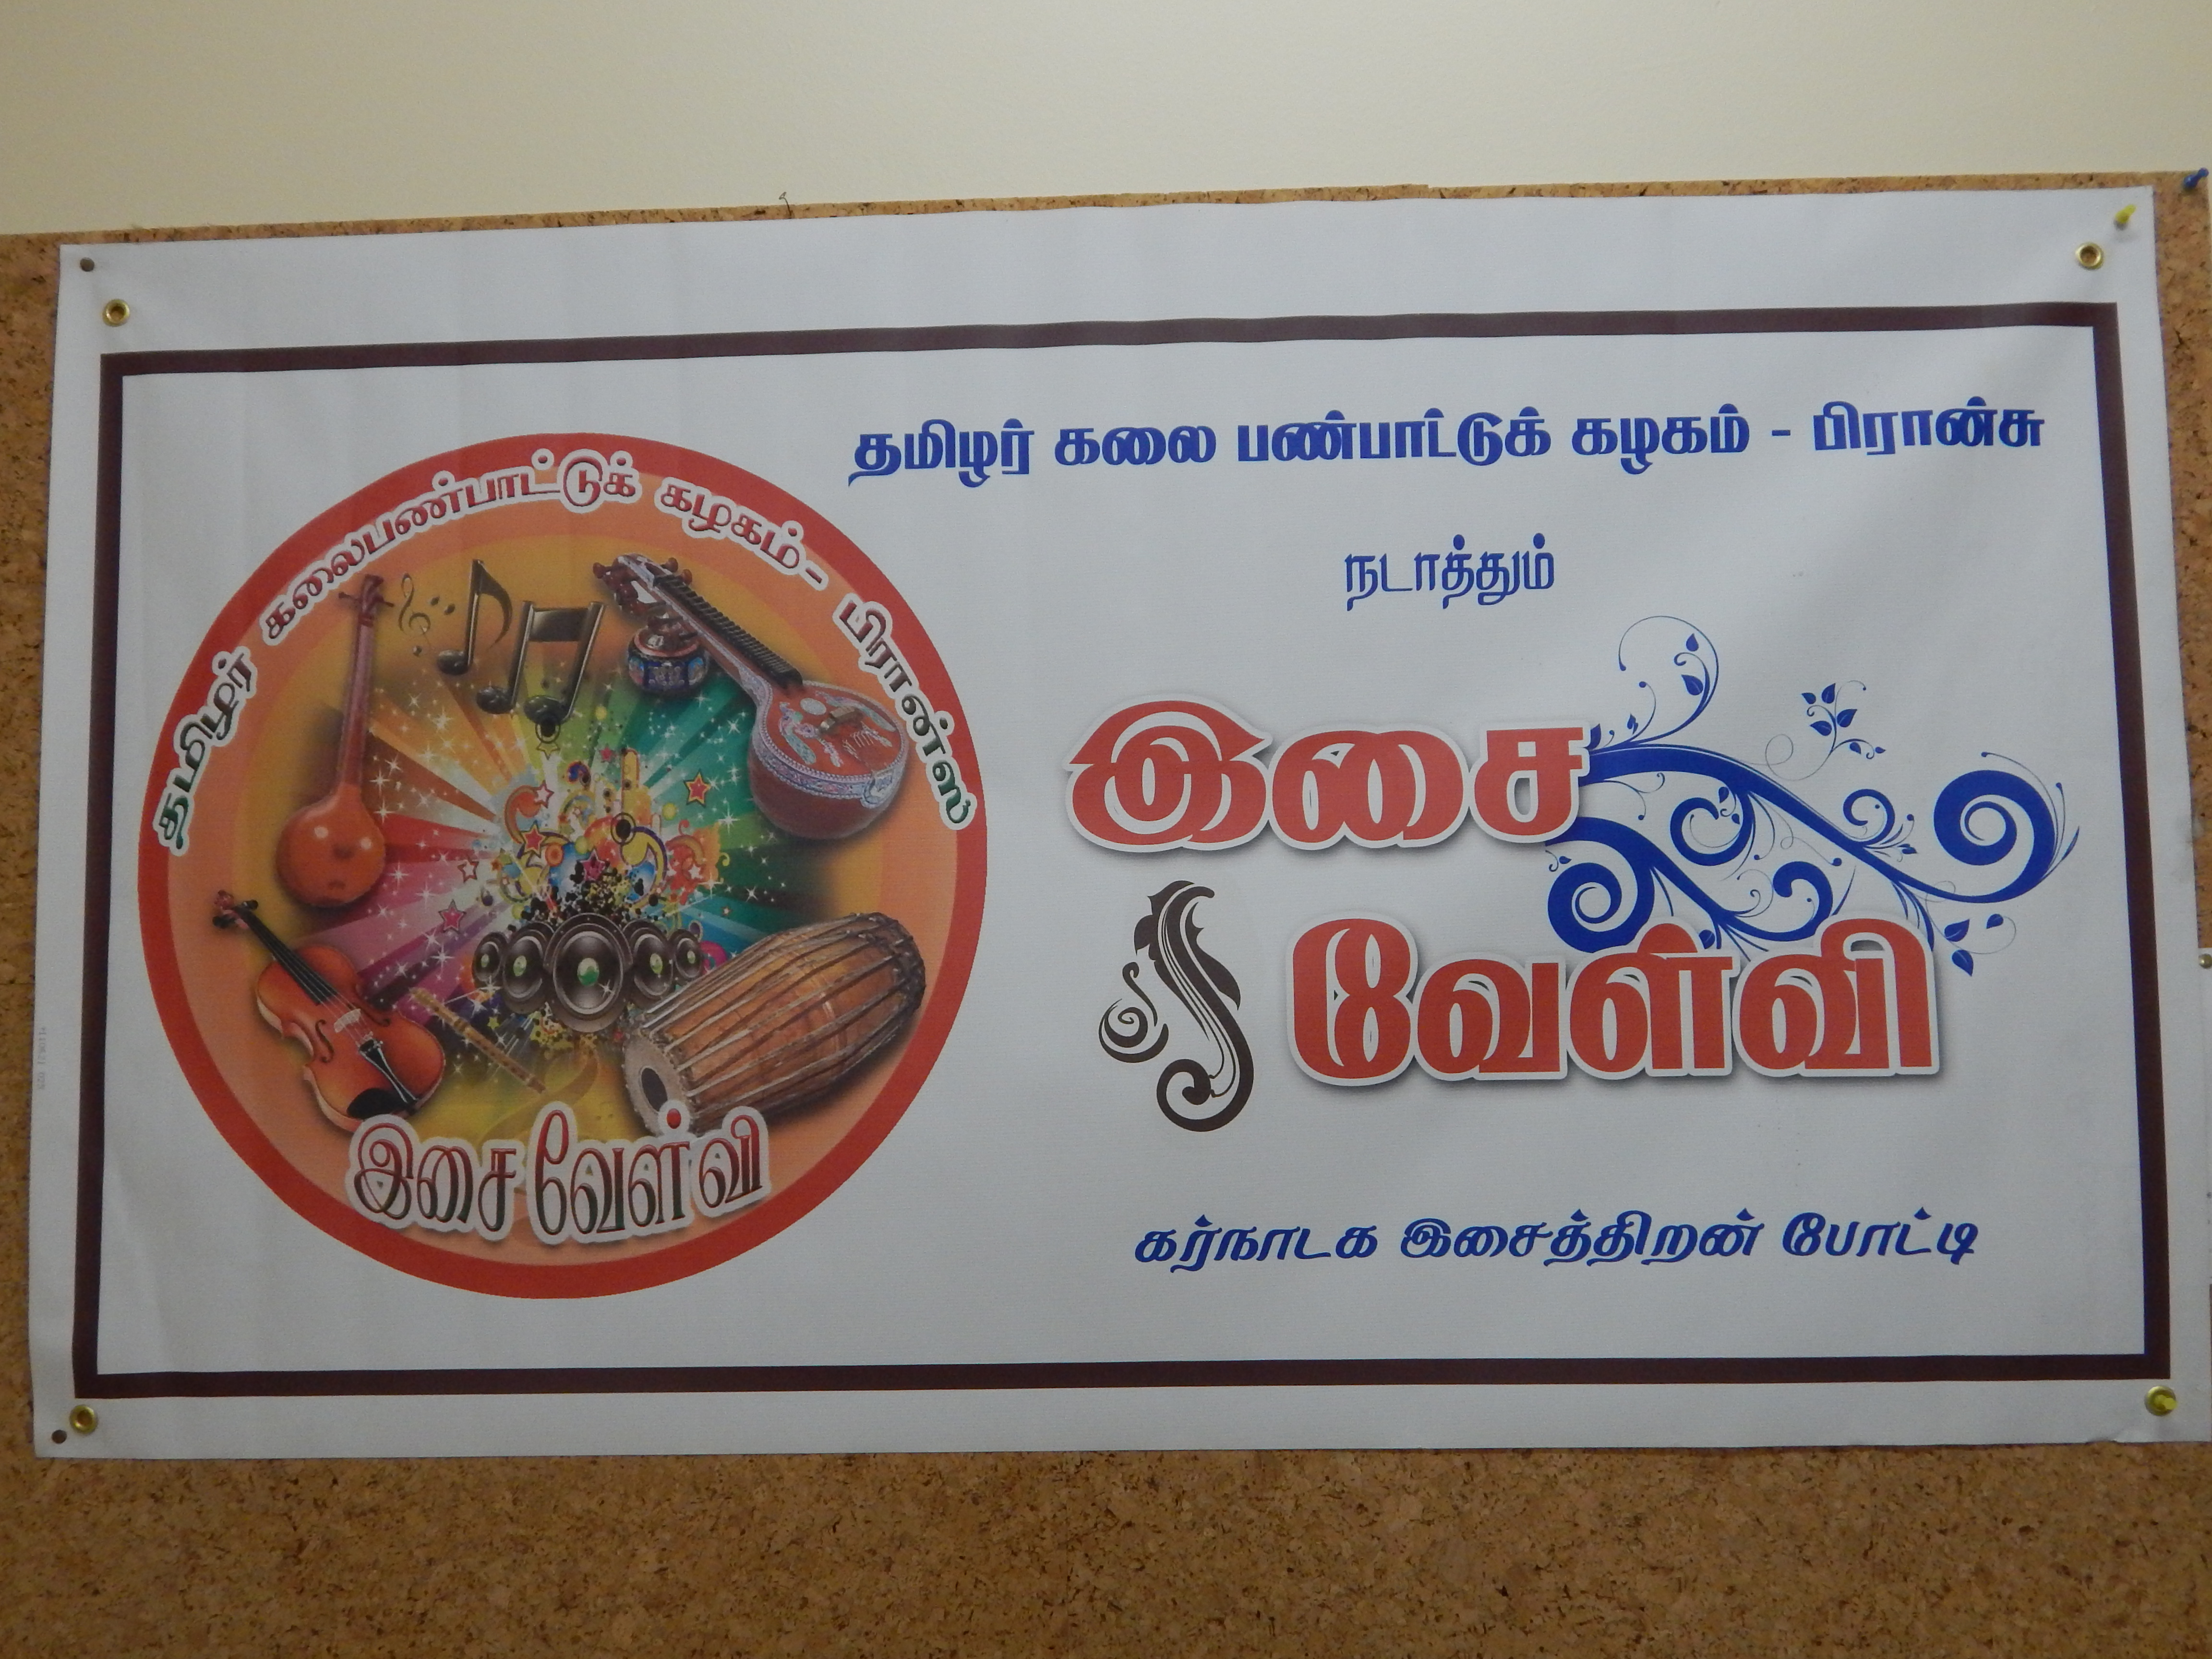 தமிழர் கலைபண்பாட்டுக் கழகம்- பிரான்ஸ்
இசை வேள்வி
தமிழர் கலை பண்பாட்டுக் கழகம் - பிரான்சு
நடாத்தும்
இசை
வேள்வி
கர்நாடக இசைத்திறன் போட்டி